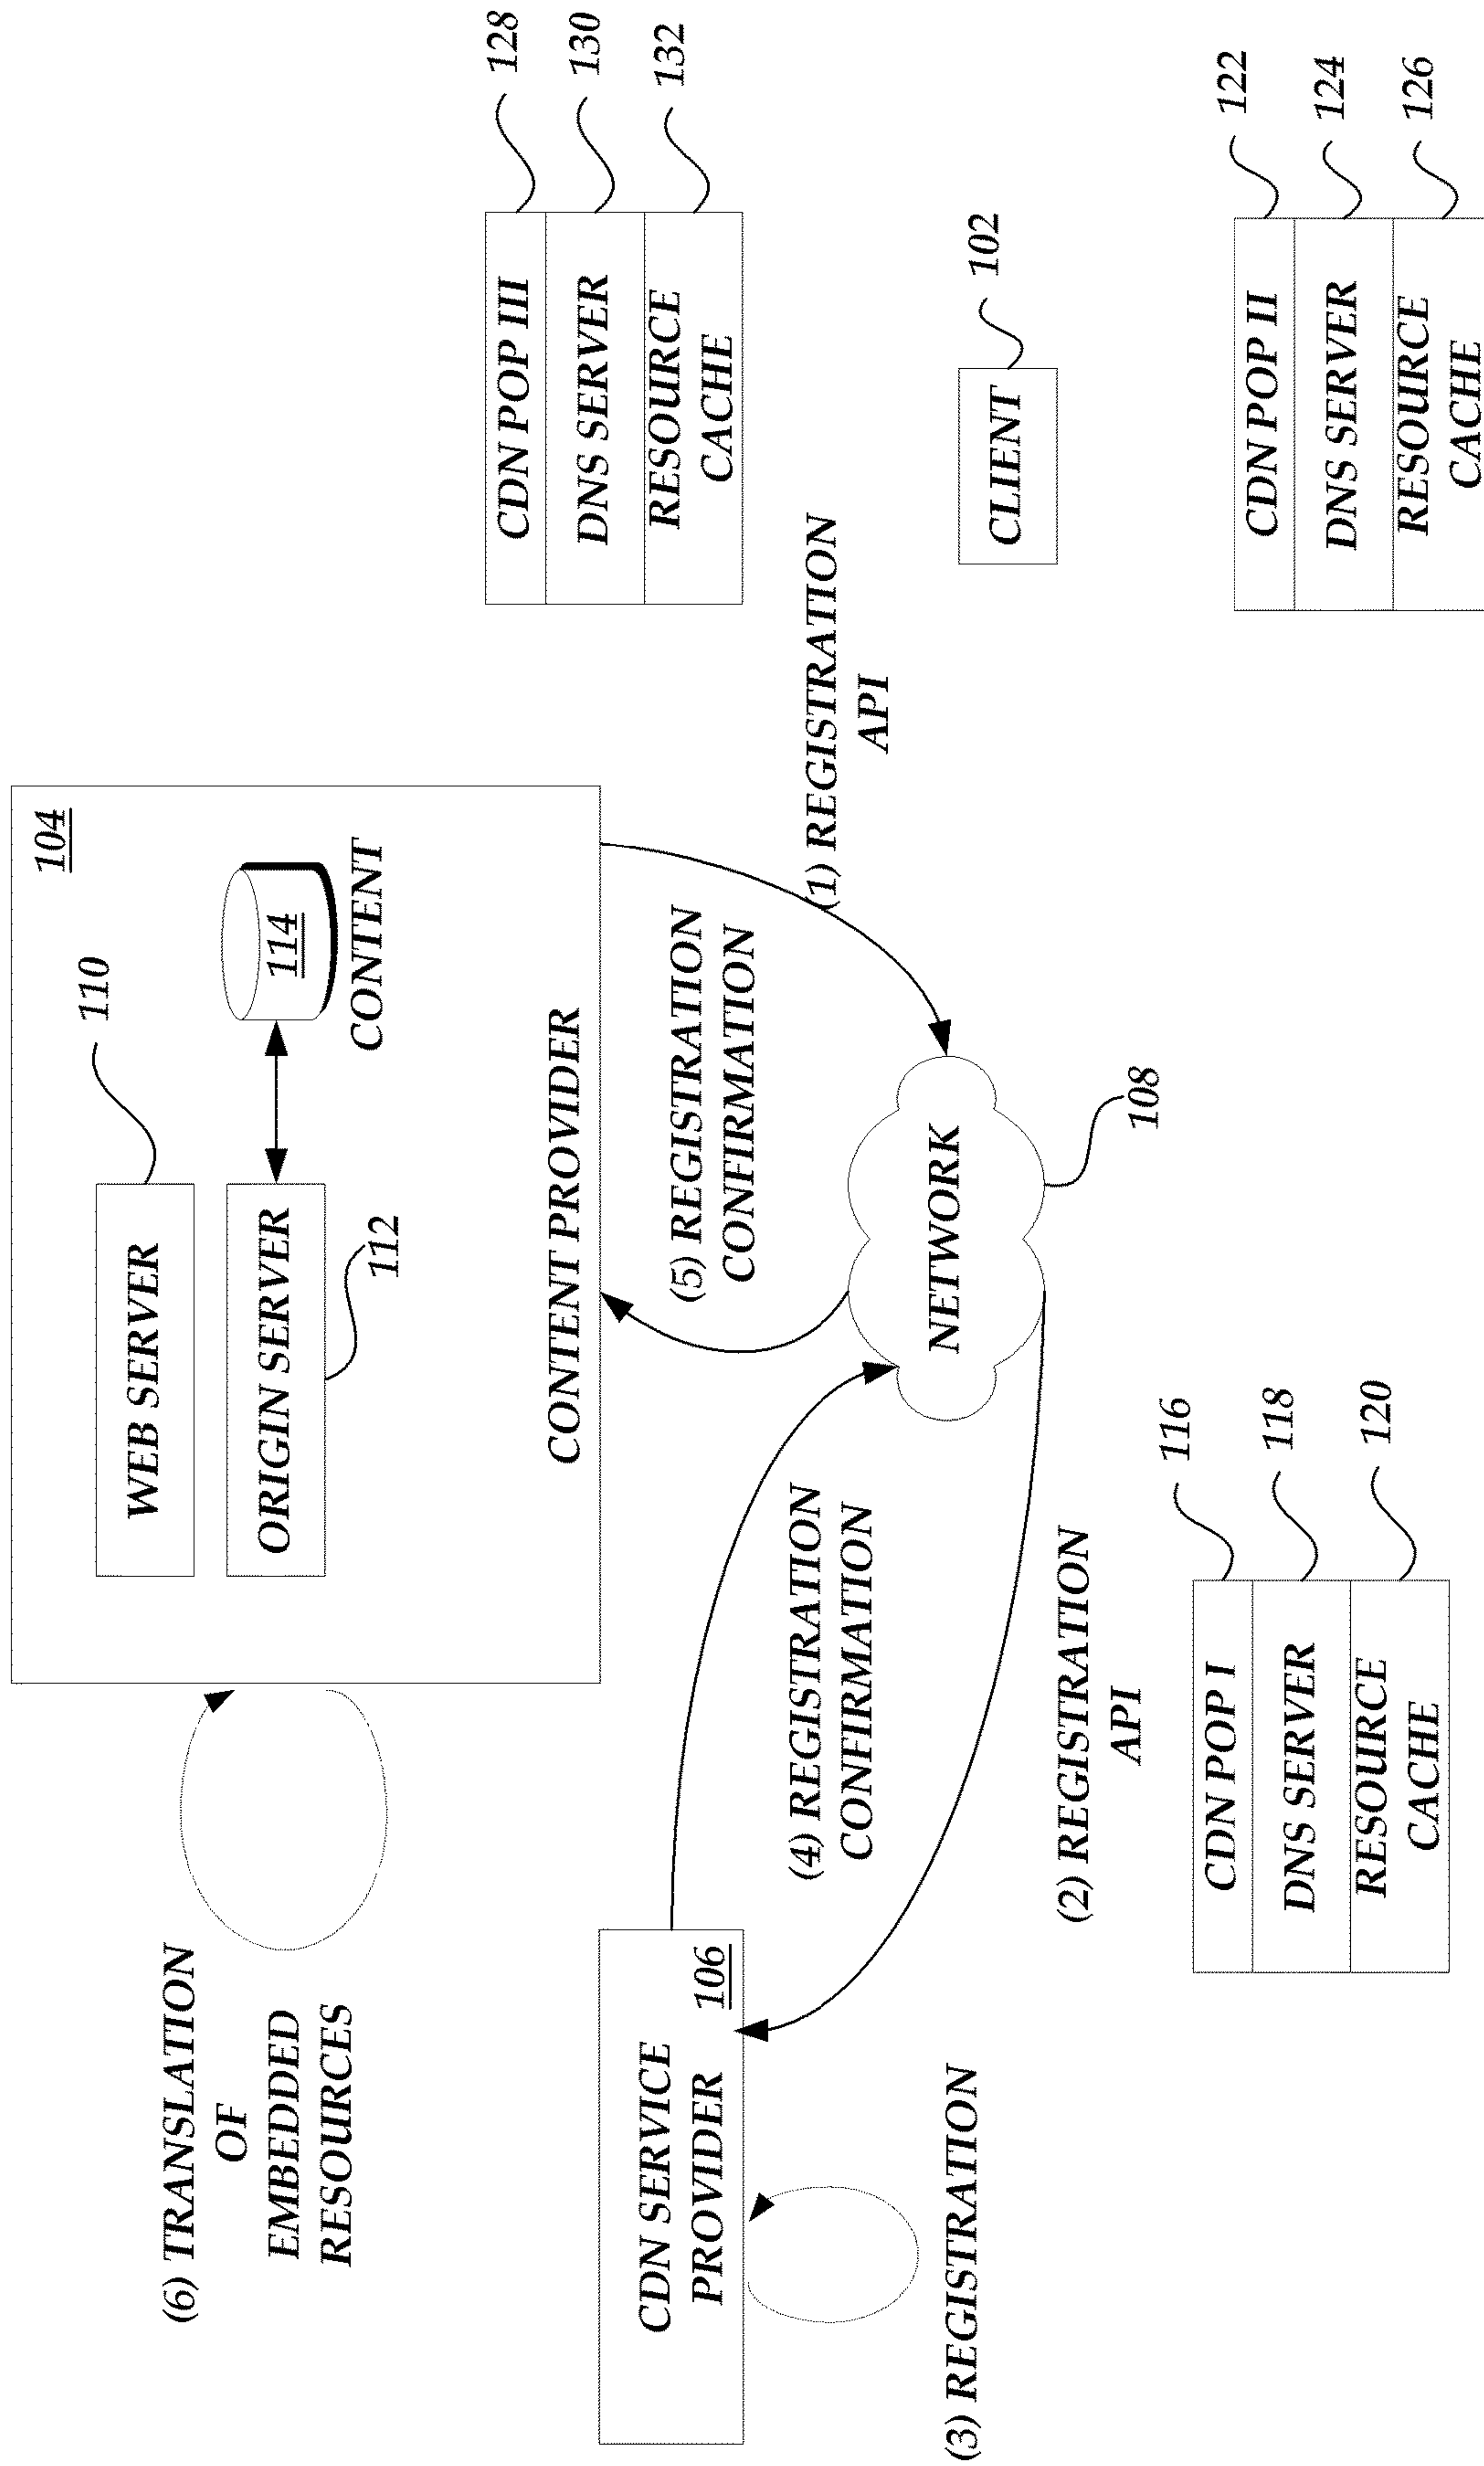 (6) TRANSLATION
OF
EMBEDDED
RESOURCES
104
WEB SERVER
110
ORIGIN SERVER
112
114
CONTENT
CONTENT PROVIDER
CDN POP III
DNS SERVER
RESOURCE
CACHE
128
130
132
CDN SERVICE
PROVIDER
106
(3) REGISTRATION
(4) REGISTRATION
CONFIRMATION
(5) REGISTRATION
CONFIRMATION
(1) REGISTRATION
API
NETWORK
108
(2) REGISTRATION
API
CLIENT
102
CDN POP I
DNS SERVER
RESOURCE
CACHE
116
118
120
CDN POP II
DNS SERVER
RESOURCE
CACHE
122
124
126